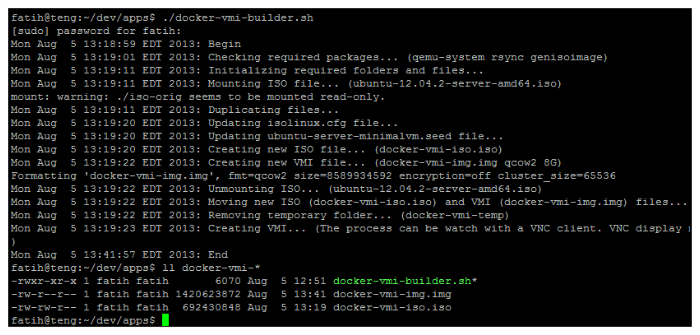 fatih@teng:~/dev/apps$ ./docker-vmi-builder.sh
[sudo] password for fatih:
Mon Aug  5 13:18:59 EDT 2013: Begin
Mon Aug  5 13:19:01 EDT 2013: Checking required packages... (qemu-system rsync genisoimage)
Mon Aug  5 13:19:11 EDT 2013: Initializing required folders and files...
Mon Aug  5 13:19:11 EDT 2013: Mounting ISO file... (ubuntu-12.04.2-server-amd64.iso)
mount: warning: ./iso-orig seems to be mounted read-only.
Mon Aug  5 13:19:11 EDT 2013: Duplicating files...
Mon Aug  5 13:19:20 EDT 2013: Updating isolinux.cfg file...
Mon Aug  5 13:19:20 EDT 2013: Updating ubuntu-server-minimalvm.seed file...
Mon Aug  5 13:19:20 EDT 2013: Creating new ISO file... (docker-vmi-iso.iso)
Mon Aug  5 13:19:22 EDT 2013: Creating new VMI file... (docker-vmi-img.img qcow2 8G)
Formatting 'docker-vmi-img.img', fmt=qcow2 size=8589934592 encryption=off cluster_size=65536
Mon Aug  5 13:19:22 EDT 2013: Unmounting ISO... (ubuntu-12.04.2-server-amd64.iso)
Mon Aug  5 13:19:22 EDT 2013: Moving new ISO (docker-vmi-iso.iso) and VMI (docker-vmi-img.img) files...
Mon Aug  5 13:19:22 EDT 2013: Removing temporary folder... (docker-vmi-temp)
Mon Aug  5 13:19:23 EDT 2013: Creating VMI... (The process can be watch with a VNC client. VNC display
)
Mon Aug  5 13:41:57 EDT 2013: End
fatih@teng:~/dev/apps$ ll docker-vmi-*
-rwxr-xr-x 1 fatih fatih       6070 Aug  5 12:51 docker-vmi-builder.sh*
-rw-r--r-- 1 fatih fatih 1420623872 Aug  5 13:41 docker-vmi-img.img
-rw-rw-r-- 1 fatih fatih  692430848 Aug  5 13:19 docker-vmi-iso.iso
fatih@teng:~/dev/apps$